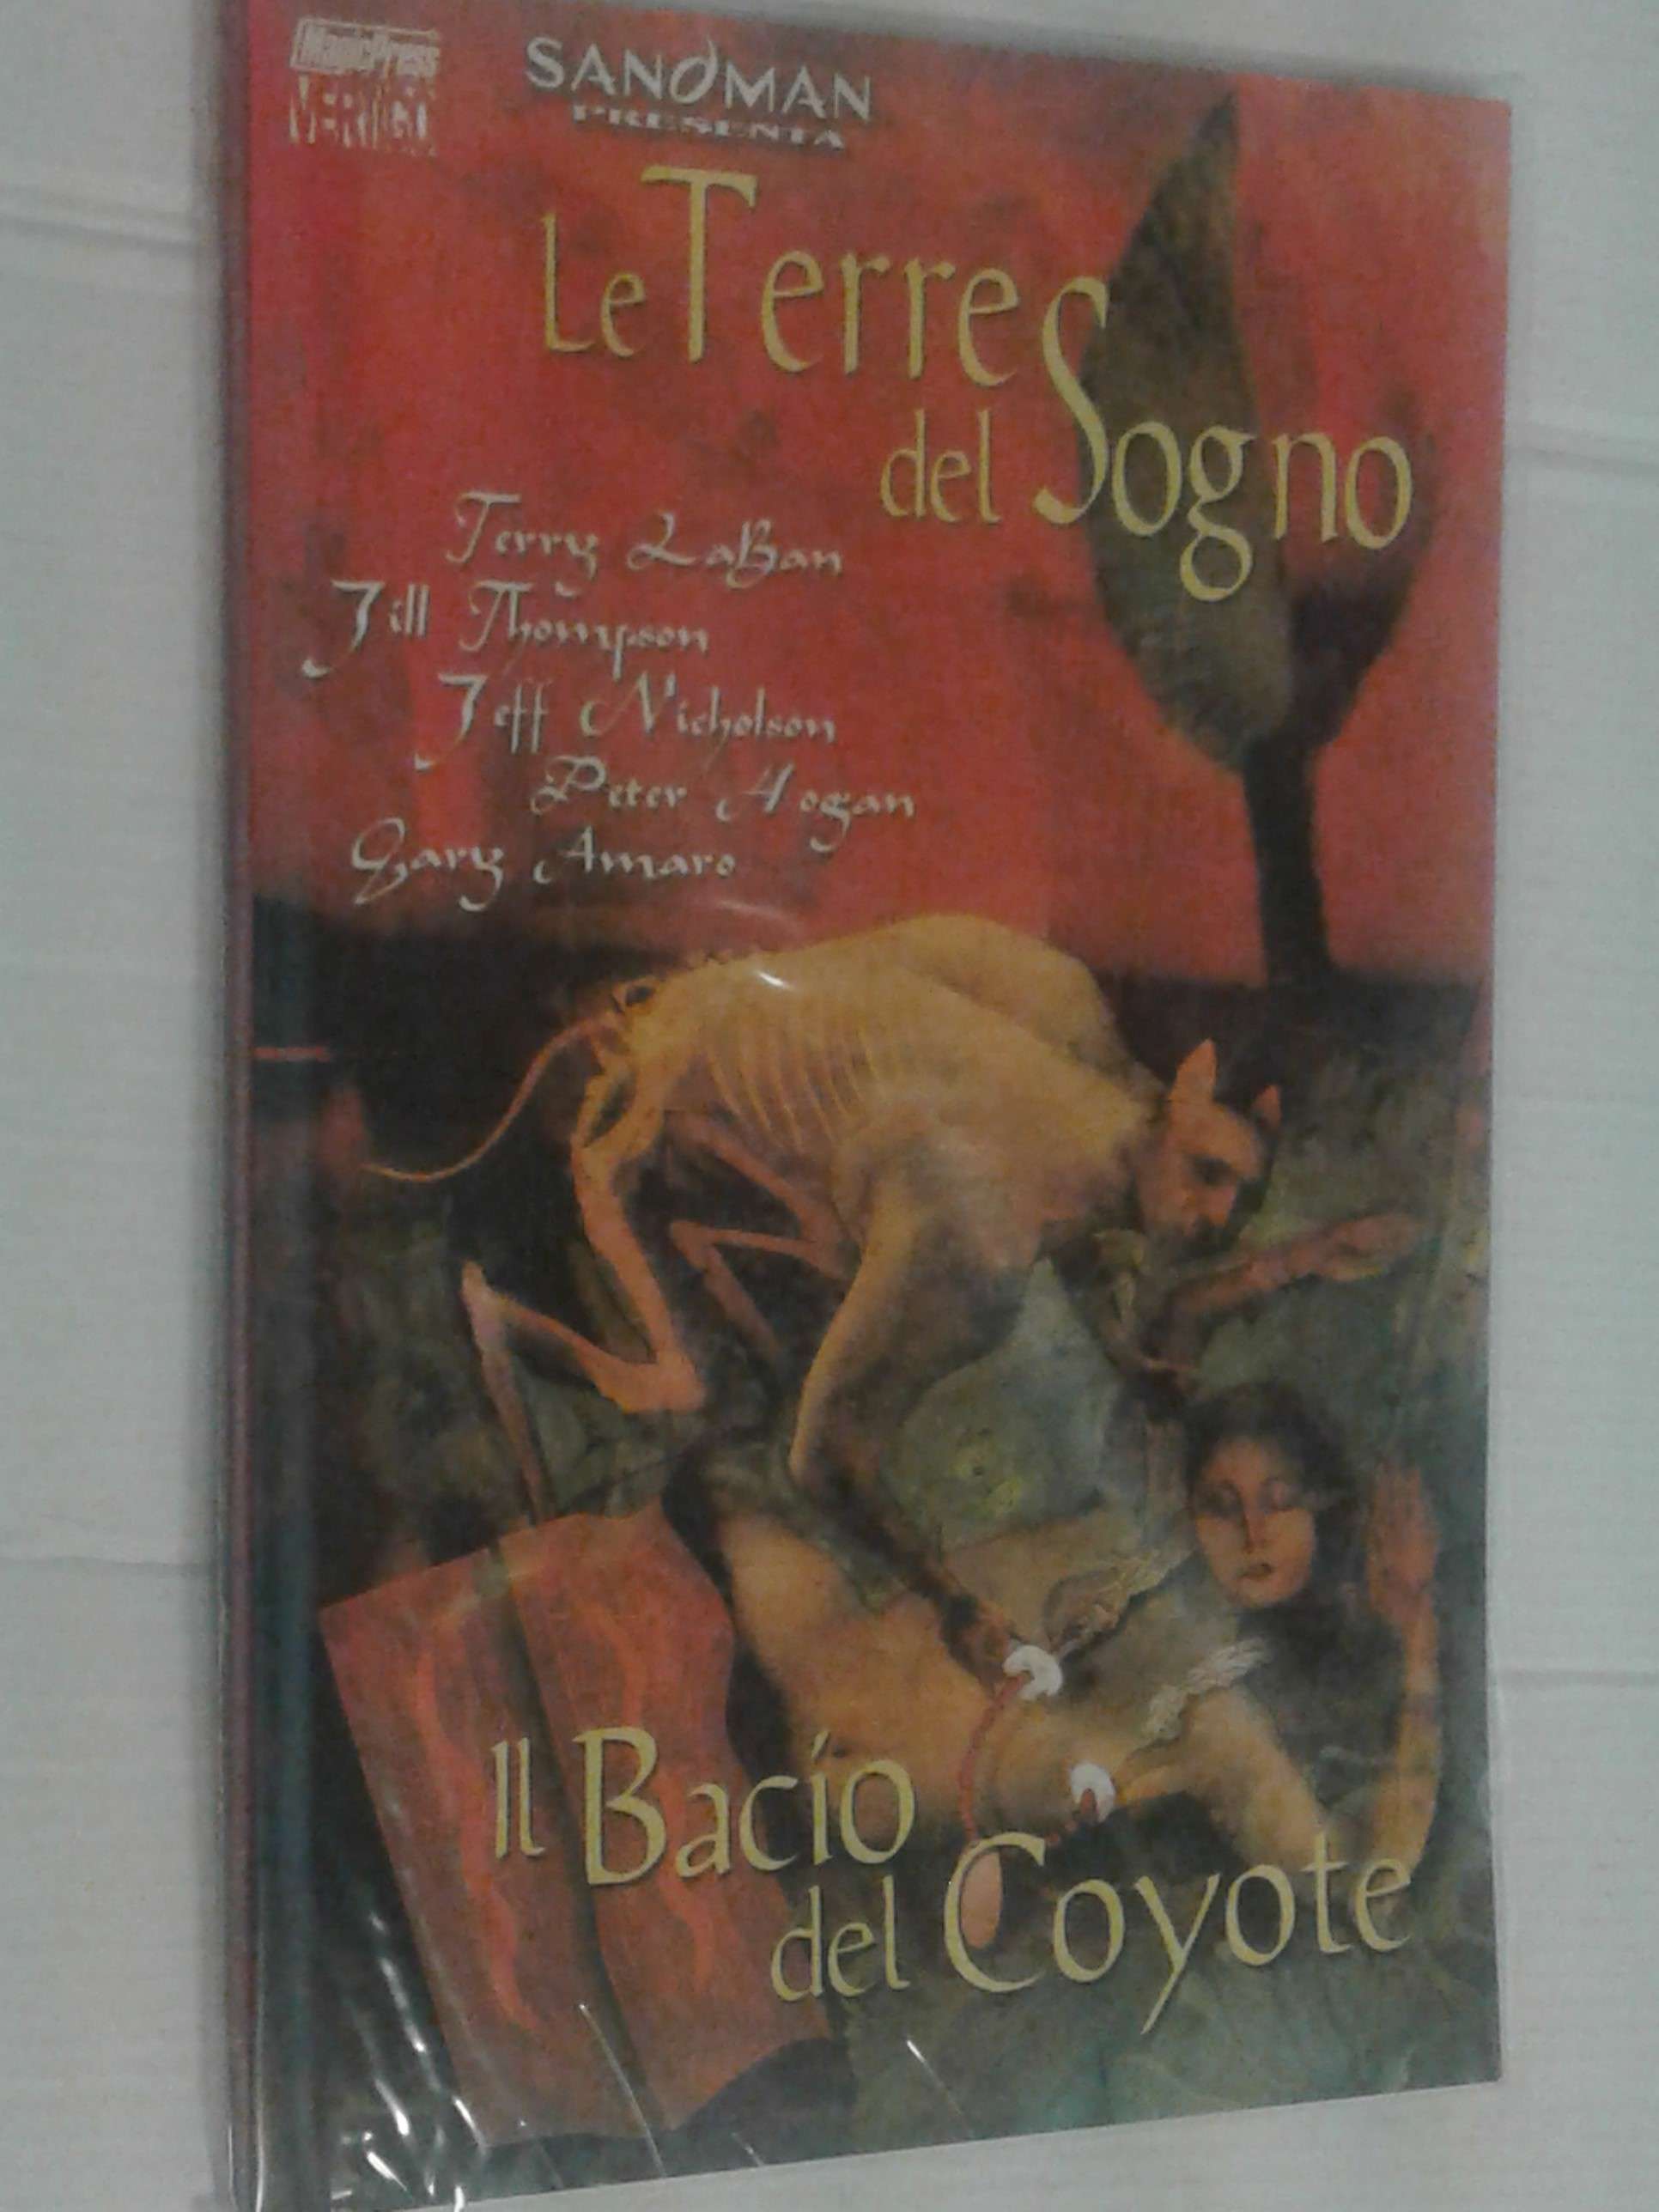 MagicPress
VERTIGO
SANDMAN
PRESENTA
Le Terre
del Sogno
Terry LaBan
Jill Thompson
Jeff Nicholson
Peter Hogan
Gary Amaro
Il Bacio
del Coyote